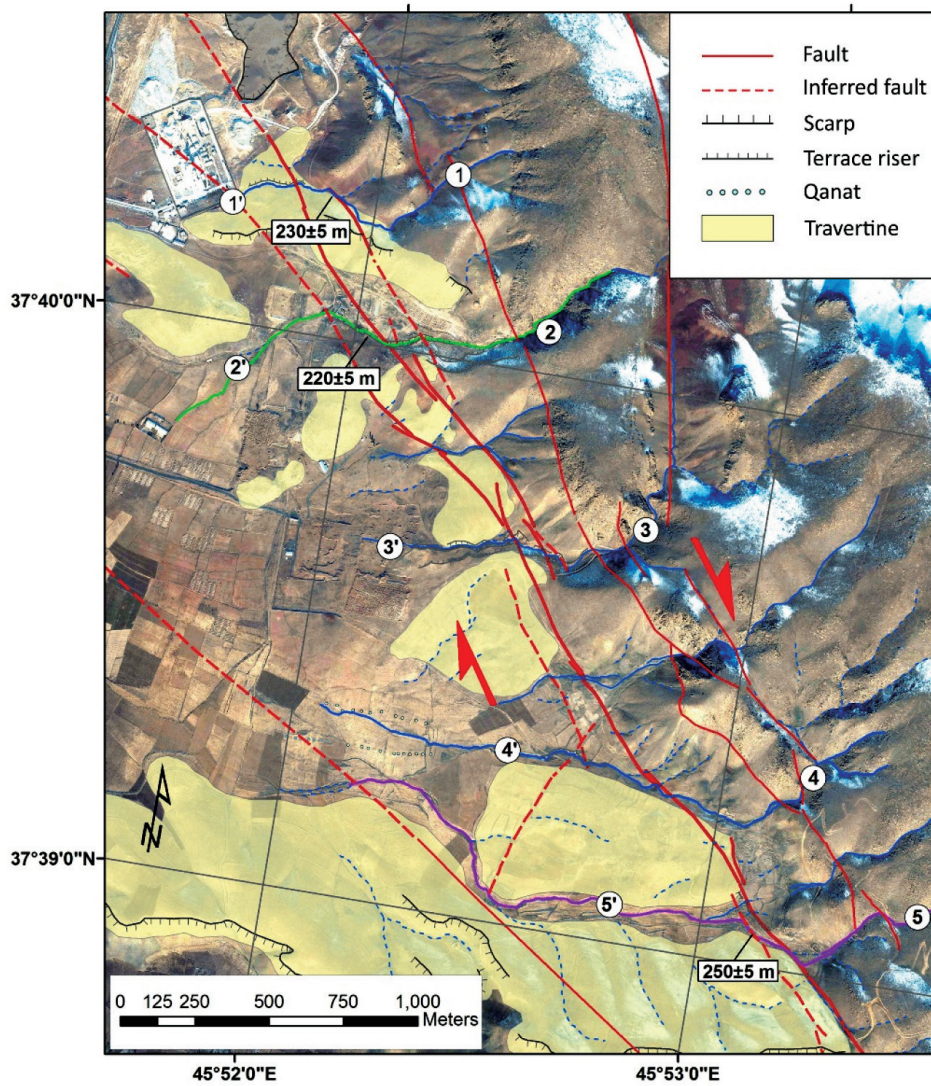 Fault
Inferred fault
Scarp
Terrace riser
Qanat
Travertine
1
1'
230±5 m
37°40'0"N
2
2'
220±5 m
3
3'
4'
4
N
37°39'0"N
5'
5
250±5 m
0 125 250 500 750 1,000
Meters
45°52'0"E 45°53'0"E